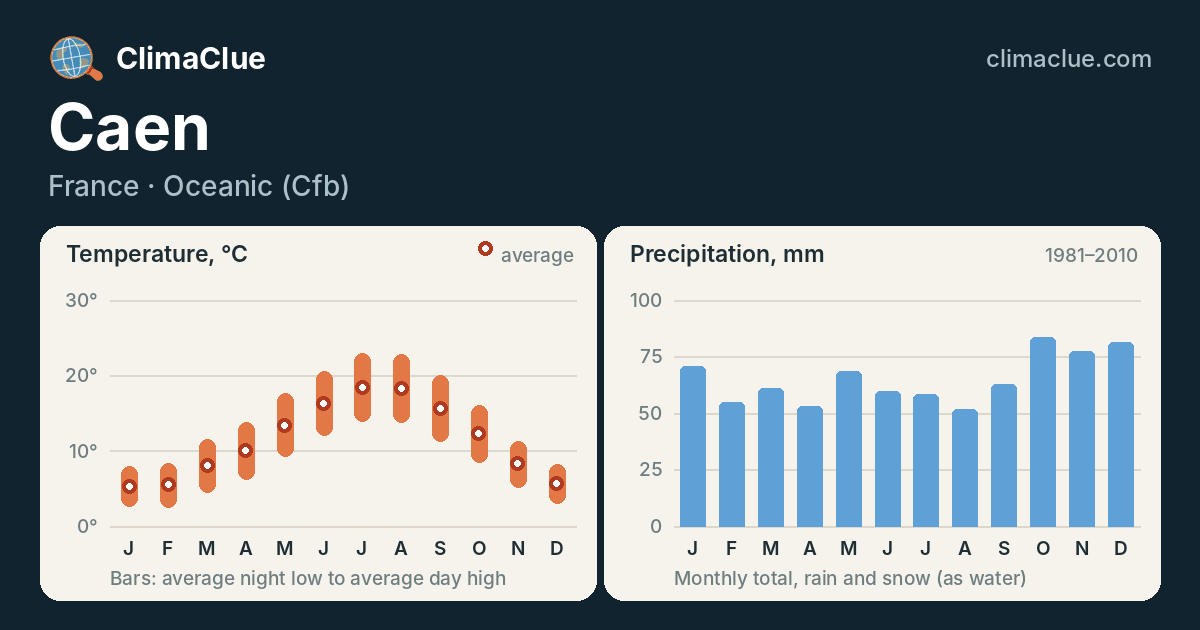 ClimaClue
climaclue.com
Caen
France · Oceanic (Cfb)
Temperature, °C
average
30°
20°
10°
0°
J F M A M J J A S O N D
Bars: average night low to average day high
Precipitation, mm
1981–2010
100
75
50
25
0
J F M A M J J A S O N D
Monthly total, rain and snow (as water)